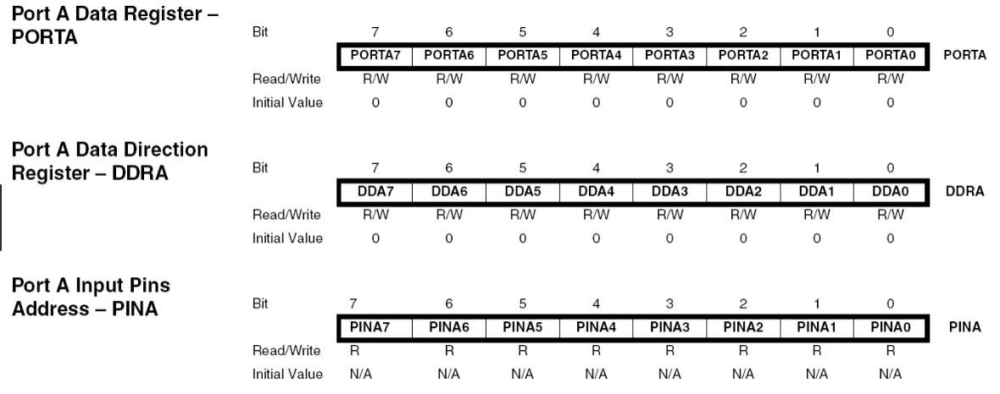 Port A Data Register –
PORTA
Bit 7 6 5 4 3 2 1 0
PORTA7 PORTA6 PORTA5 PORTA4 PORTA3 PORTA2 PORTA1 PORTA0 PORTA
Read/Write R/W R/W R/W R/W R/W R/W R/W R/W
Initial Value 0 0 0 0 0 0 0 0
Port A Data Direction
Register – DDRA
Bit 7 6 5 4 3 2 1 0
DDA7 DDA6 DDA5 DDA4 DDA3 DDA2 DDA1 DDA0 DDRA
Read/Write R/W R/W R/W R/W R/W R/W R/W R/W
Initial Value 0 0 0 0 0 0 0 0
Port A Input Pins
Address – PINA
Bit 7 6 5 4 3 2 1 0
PINA7 PINA6 PINA5 PINA4 PINA3 PINA2 PINA1 PINA0 PINA
Read/Write R R R R R R R R
Initial Value N/A N/A N/A N/A N/A N/A N/A N/A